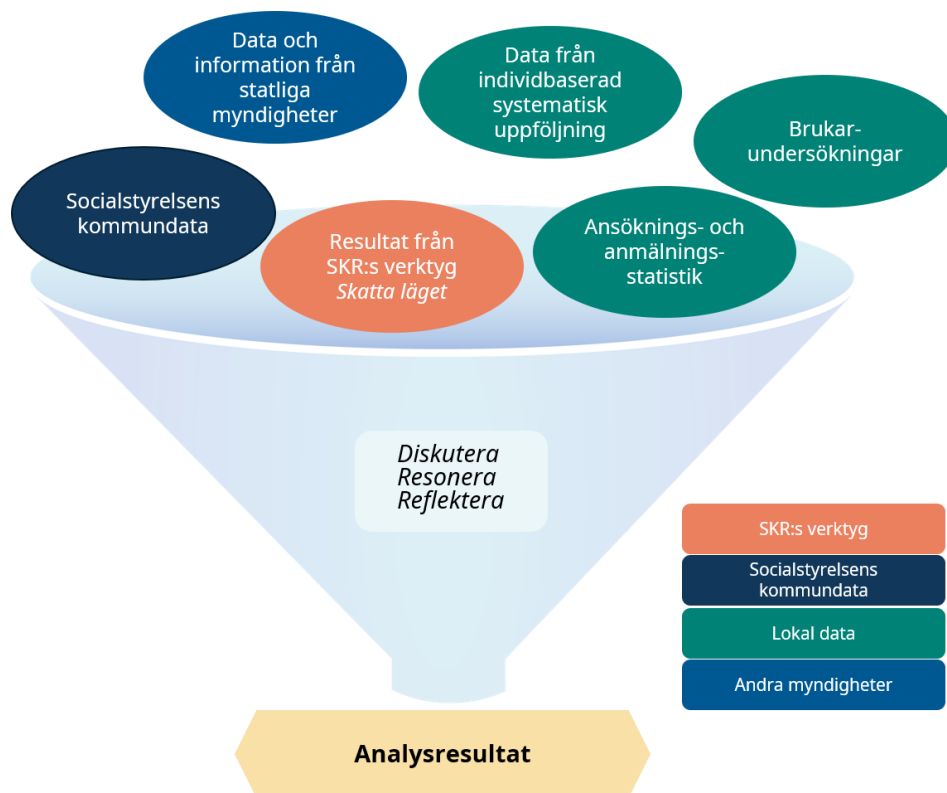 Data och
information från
statliga
myndigheter
Data från
individbaserad
systematisk
uppföljning
Brukar-
undersökningar
Socialstyrelsens
kommundata
Resultat från
SKR:s verktyg
Skatta läget
Ansöknings- och
anmälnings-
statistik
Diskutera
Resonera
Reflektera
SKR:s verktyg
Socialstyrelsens
kommundata
Lokal data
Andra myndigheter
Analysresultat